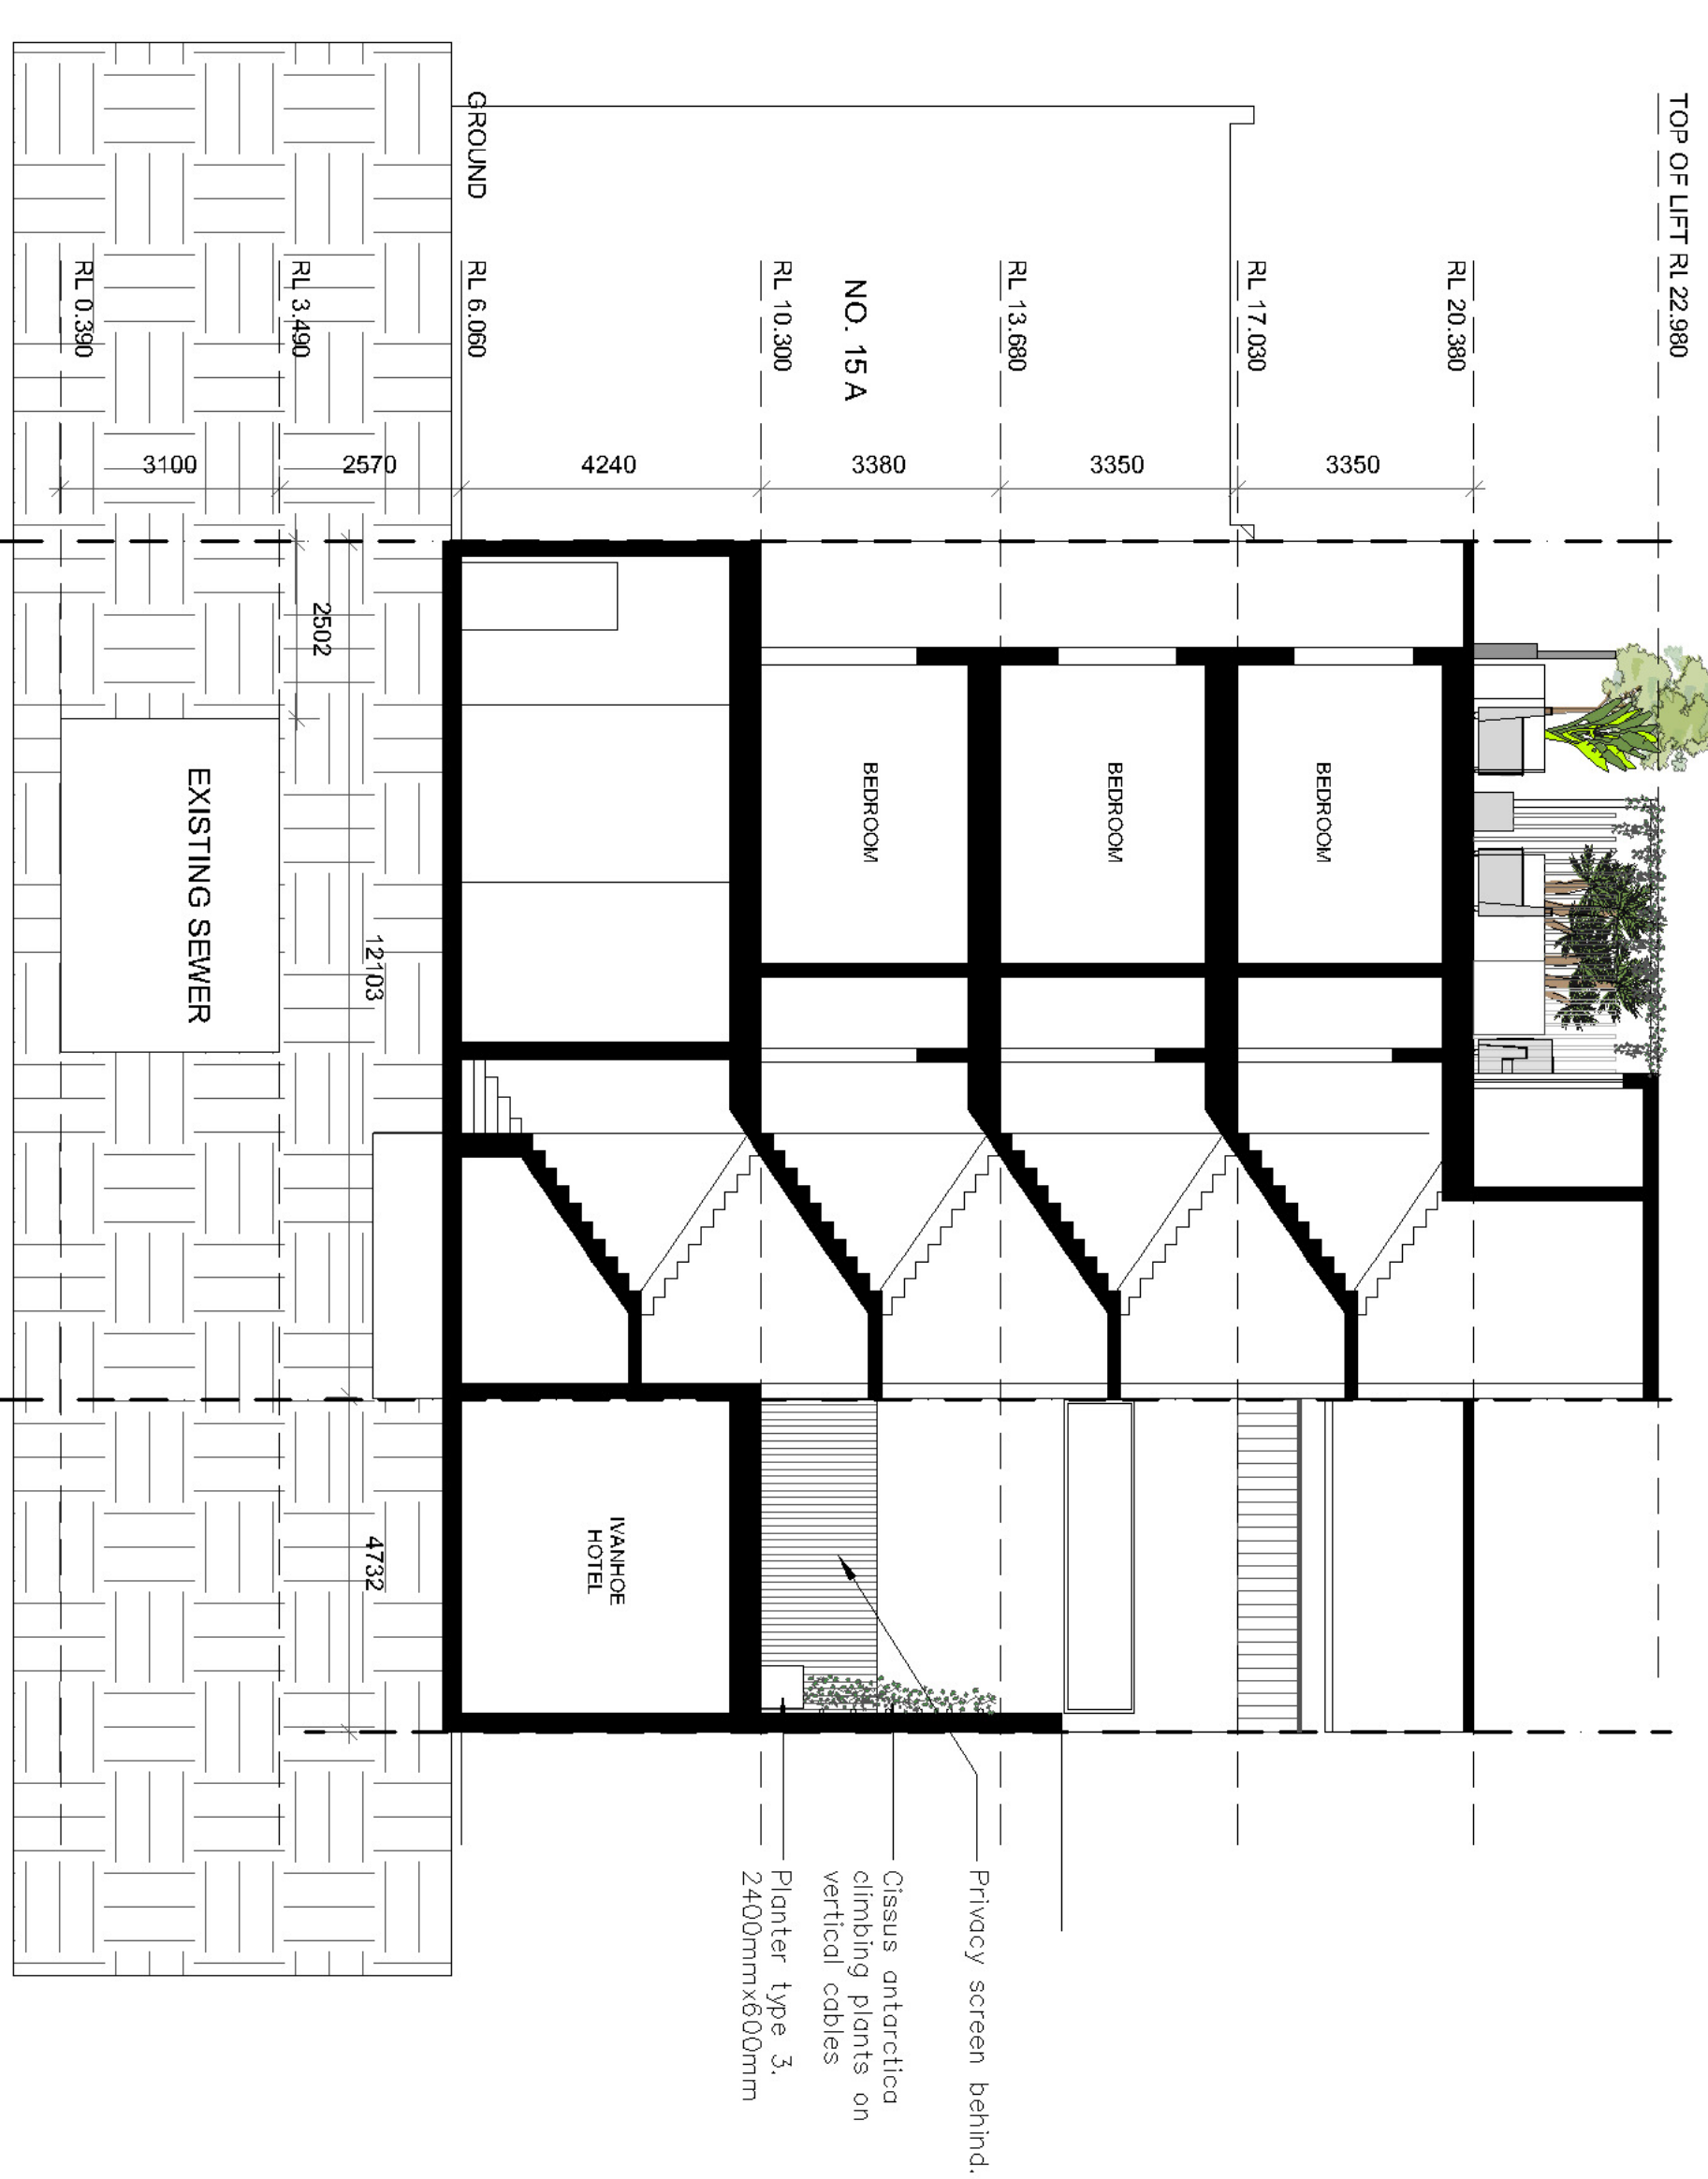 TOP OF LIFT RL 22.980
RL 20.380
3350
RL 17.030
3350
RL 13.680
3380
NO. 15 A
RL 10.300
4240
GROUND
RL 6.060
2570
RL 3.490
3100
RL 0.390
BEDROOM
BEDROOM
BEDROOM
2502
12103
4732
EXISTING SEWER
IVANHOE
HOTEL
Privacy screen behind.
Cissus antarctica
climbing plants on
vertical cables
Planter type 3.
2400mmx600mm